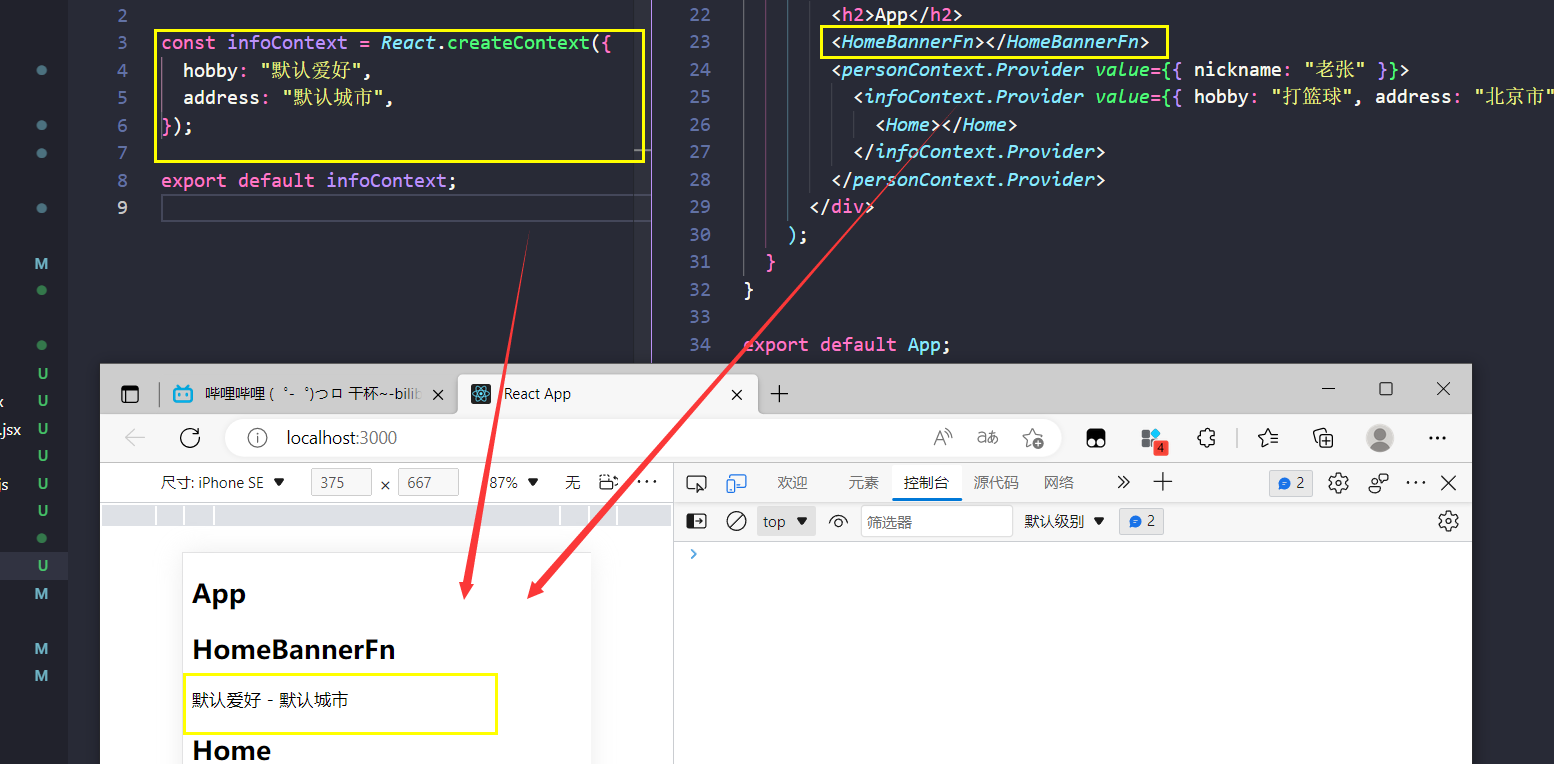 2
3 const infoContext = React.createContext({
4 hobby: "默认爱好",
5 address: "默认城市",
6 });
7
8 export default infoContext;
9
22 <h2>App</h2>
23 <HomeBannerFn></HomeBannerFn>
24 <personContext.Provider value={{ nickname: "老张" }}>
25 <infoContext.Provider value={{ hobby: "打篮球", address: "北京市"
26 <Home></Home>
27 </infoContext.Provider>
28 </personContext.Provider>
29 </div>
30 );
31 }
32 }
33
34 export default App;
M
U
x U
.jsx U
U
js U
U
U
M
M
M
哔哩哔哩 ( ゜- ゜)つロ 干杯~-bilib
React App
localhost:3000
A あ
4
尺寸: iPhone SE ▼ 375 × 667 87% ▼ 无
欢迎 元素 控制台 源代码 网络 » + 2
top ▼ 筛选器 默认级别 ▼ 2
App
HomeBannerFn
默认爱好 - 默认城市
Home